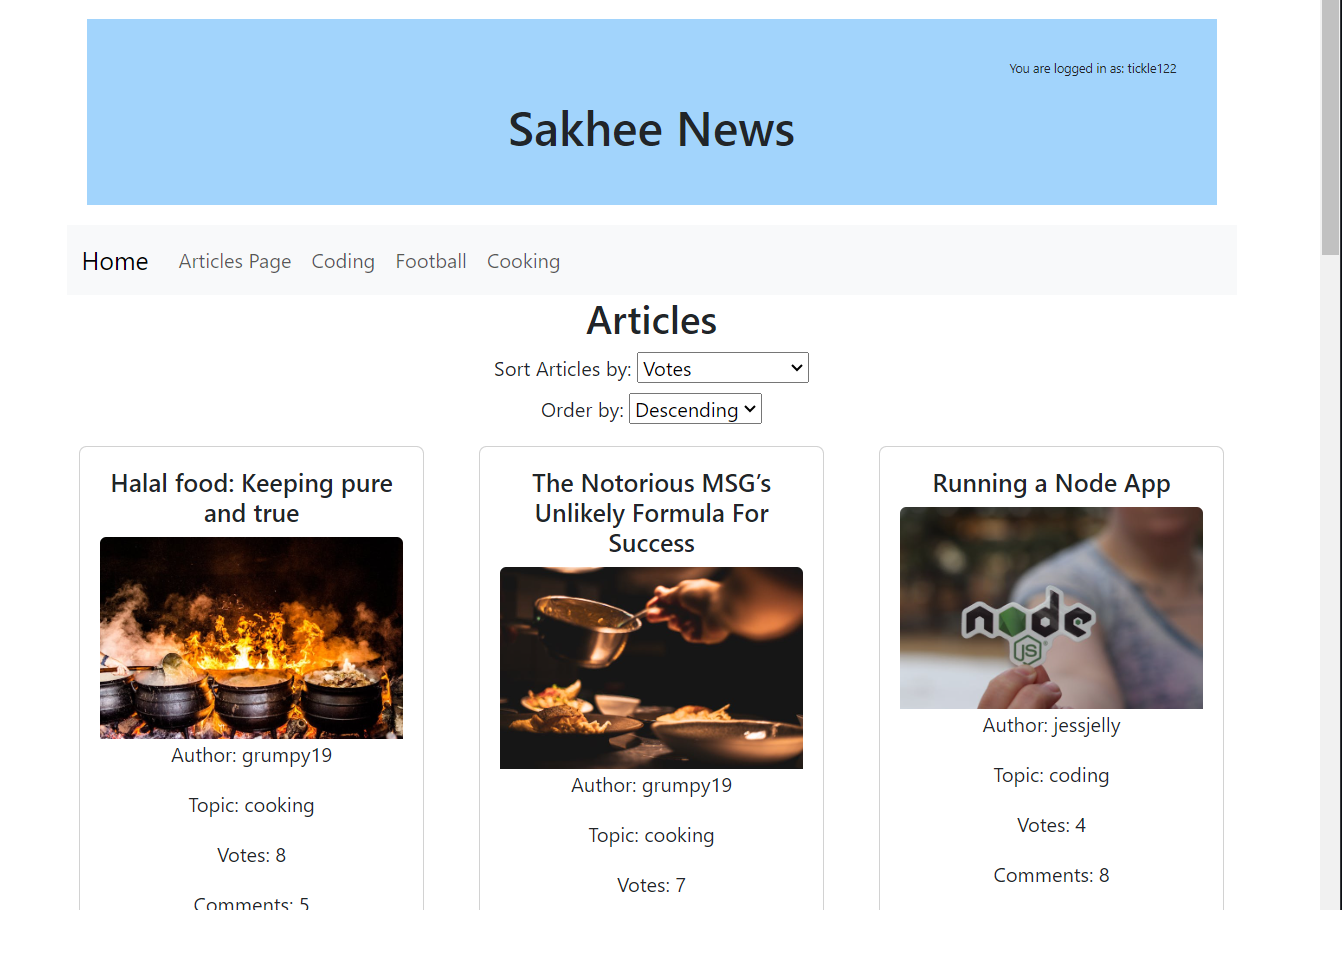 You are logged in as: tickle122
Sakhee News
Home Articles Page Coding Football Cooking
Articles
Sort Articles by: Votes
Order by: Descending
Halal food: Keeping pure
and true
Author: grumpy19
Topic: cooking
Votes: 8
Comments: 5
The Notorious MSG’s
Unlikely Formula For
Success
Author: grumpy19
Topic: cooking
Votes: 7
Running a Node App
node
JS
Author: jessjelly
Topic: coding
Votes: 4
Comments: 8